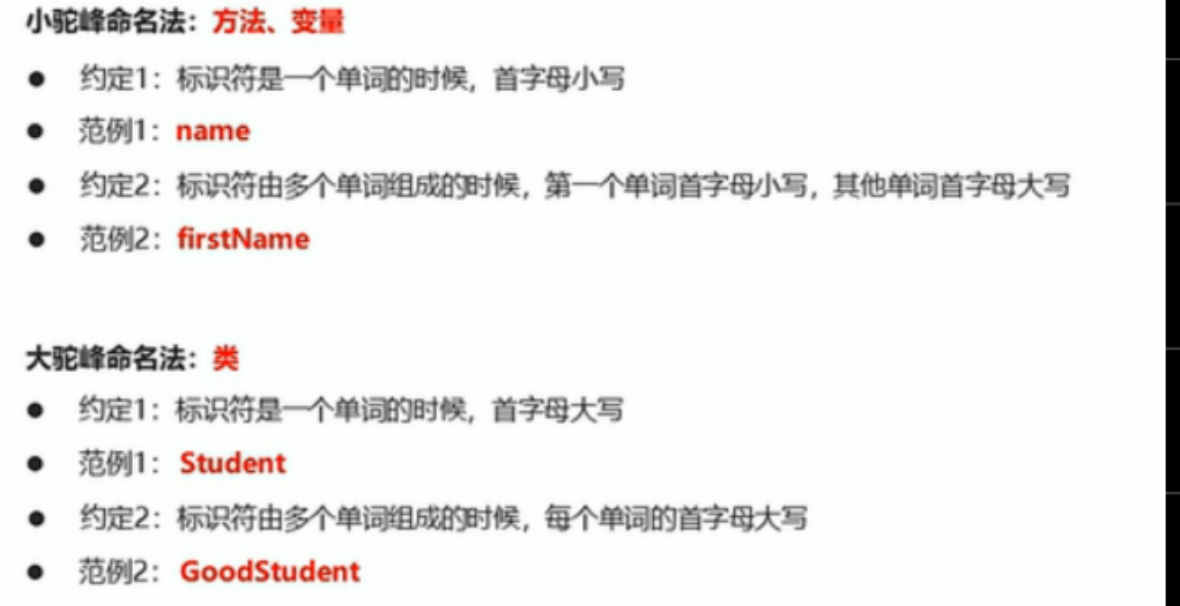 小驼峰命名法：方法、变量
● 约定1：标识符是一个单词的时候，首字母小写
● 范例1：name
● 约定2：标识符由多个单词组成的时候，第一个单词首字母小写，其他单词首字母大写
● 范例2：firstName
大驼峰命名法：类
● 约定1：标识符是一个单词的时候，首字母大写
● 范例1：Student
● 约定2：标识符由多个单词组成的时候，每个单词的首字母大写
● 范例2：GoodStudent